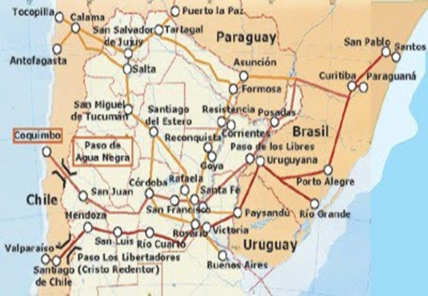 Tocopilla
Calama
Puerto la Paz
San Salvador
de Jujuy
Tartagal
Paraguay
San Pablo
Santos
Antofagasta
Salta
Asunción
Formosa
Curitiba
Paraguaná
San Miguel
de Tucumán
Santiago
del Estero
Resistencia
Corrientes
Posadas
Brasil
Coquimbo
Paso de
Agua Negra
Reconquista
Goya
Paso de los Libres
Uruguyana
Rafaela
Porto Alegre
Chile
San Juan
Córdoba
Santa Fé
San Francisco
Paysandú
Río Grande
Mendoza
Rosario
Victoria
Valparaíso
San Luis
Río Cuarto
Uruguay
Paso Los Libertadores
(Cristo Redentor)
Santiago
de Chile
Buenos Aires